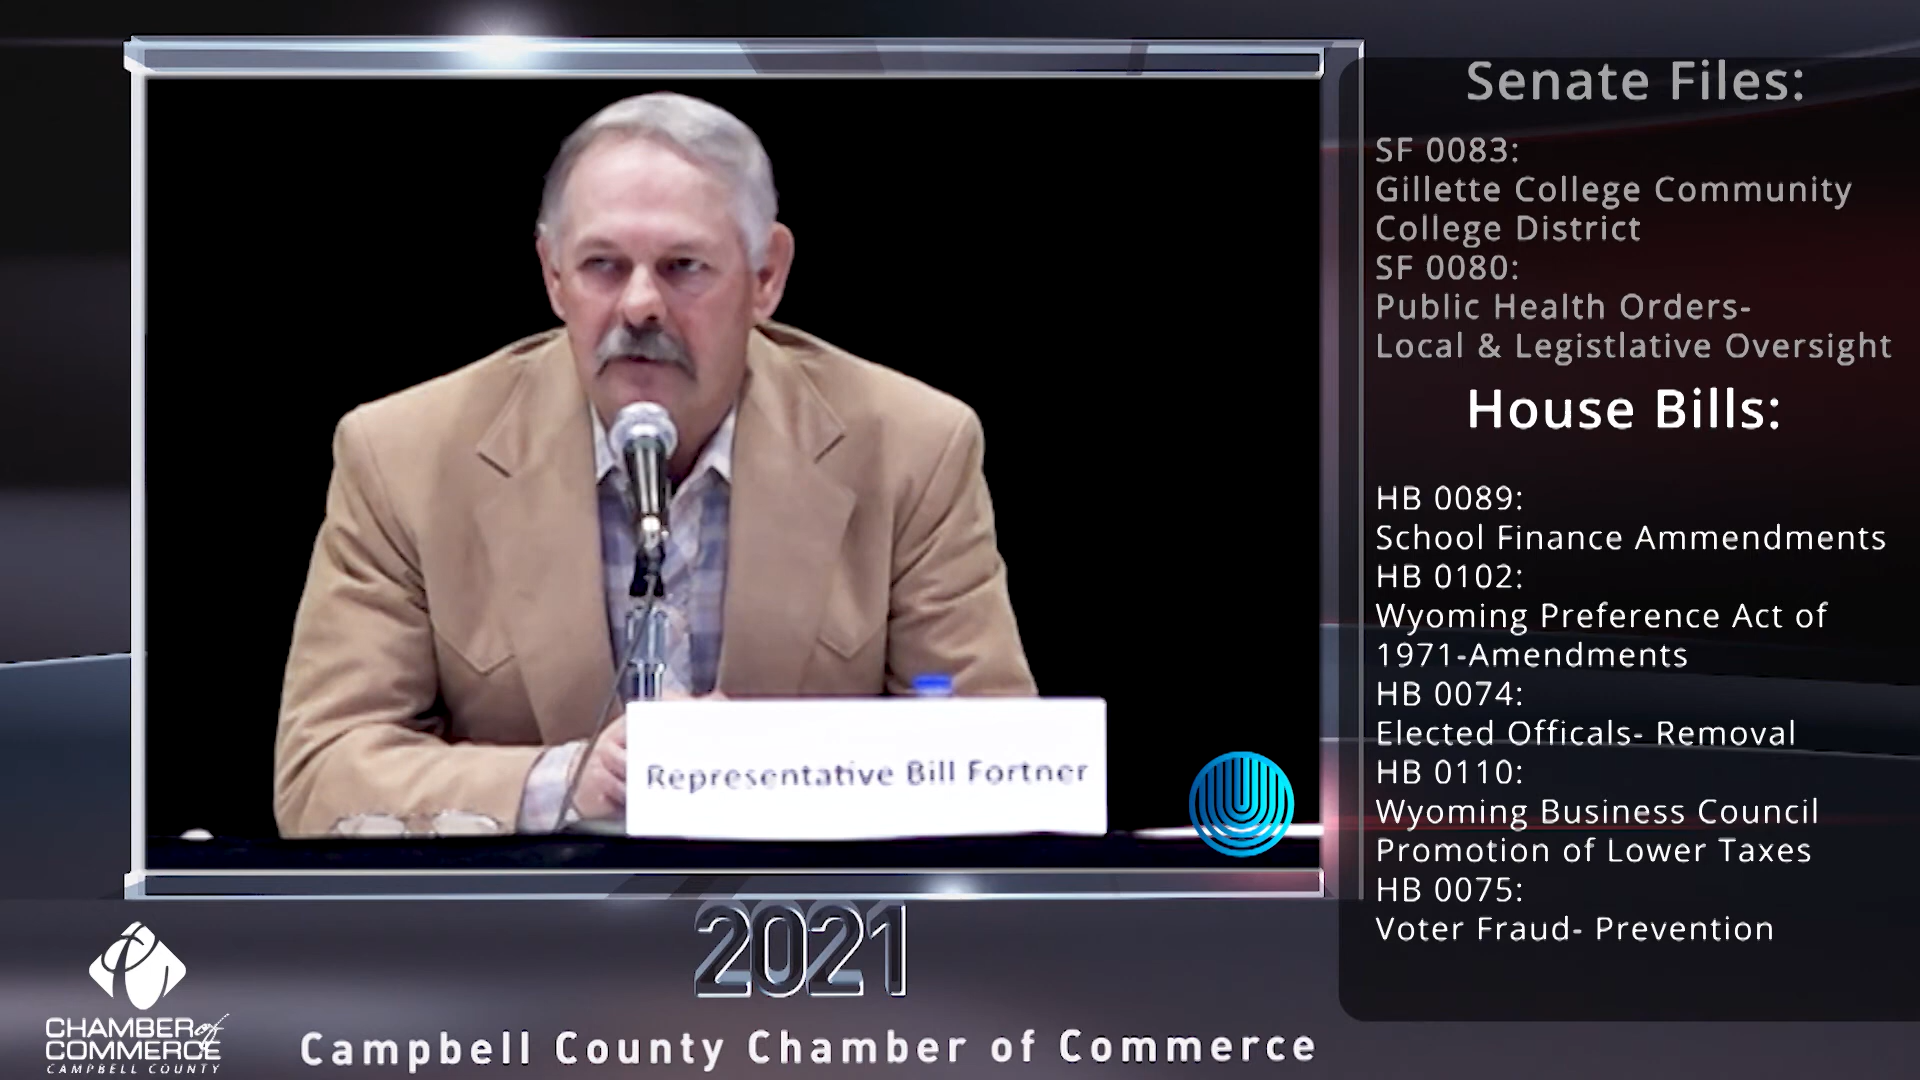 Senate Files:
SF 0083:
Gillette College Community
College District
SF 0080:
Public Health Orders-
Local & Legistlative Oversight
House Bills:
HB 0089:
School Finance Ammendments
HB 0102:
Wyoming Preference Act of
1971-Amendments
HB 0074:
Elected Officals- Removal
HB 0110:
Wyoming Business Council
Promotion of Lower Taxes
HB 0075:
Voter Fraud- Prevention
Representative Bill Fortner
2021
Campbell County Chamber of Commerce
CHAMBER of
COMMERCE
CAMPBELL COUNTY